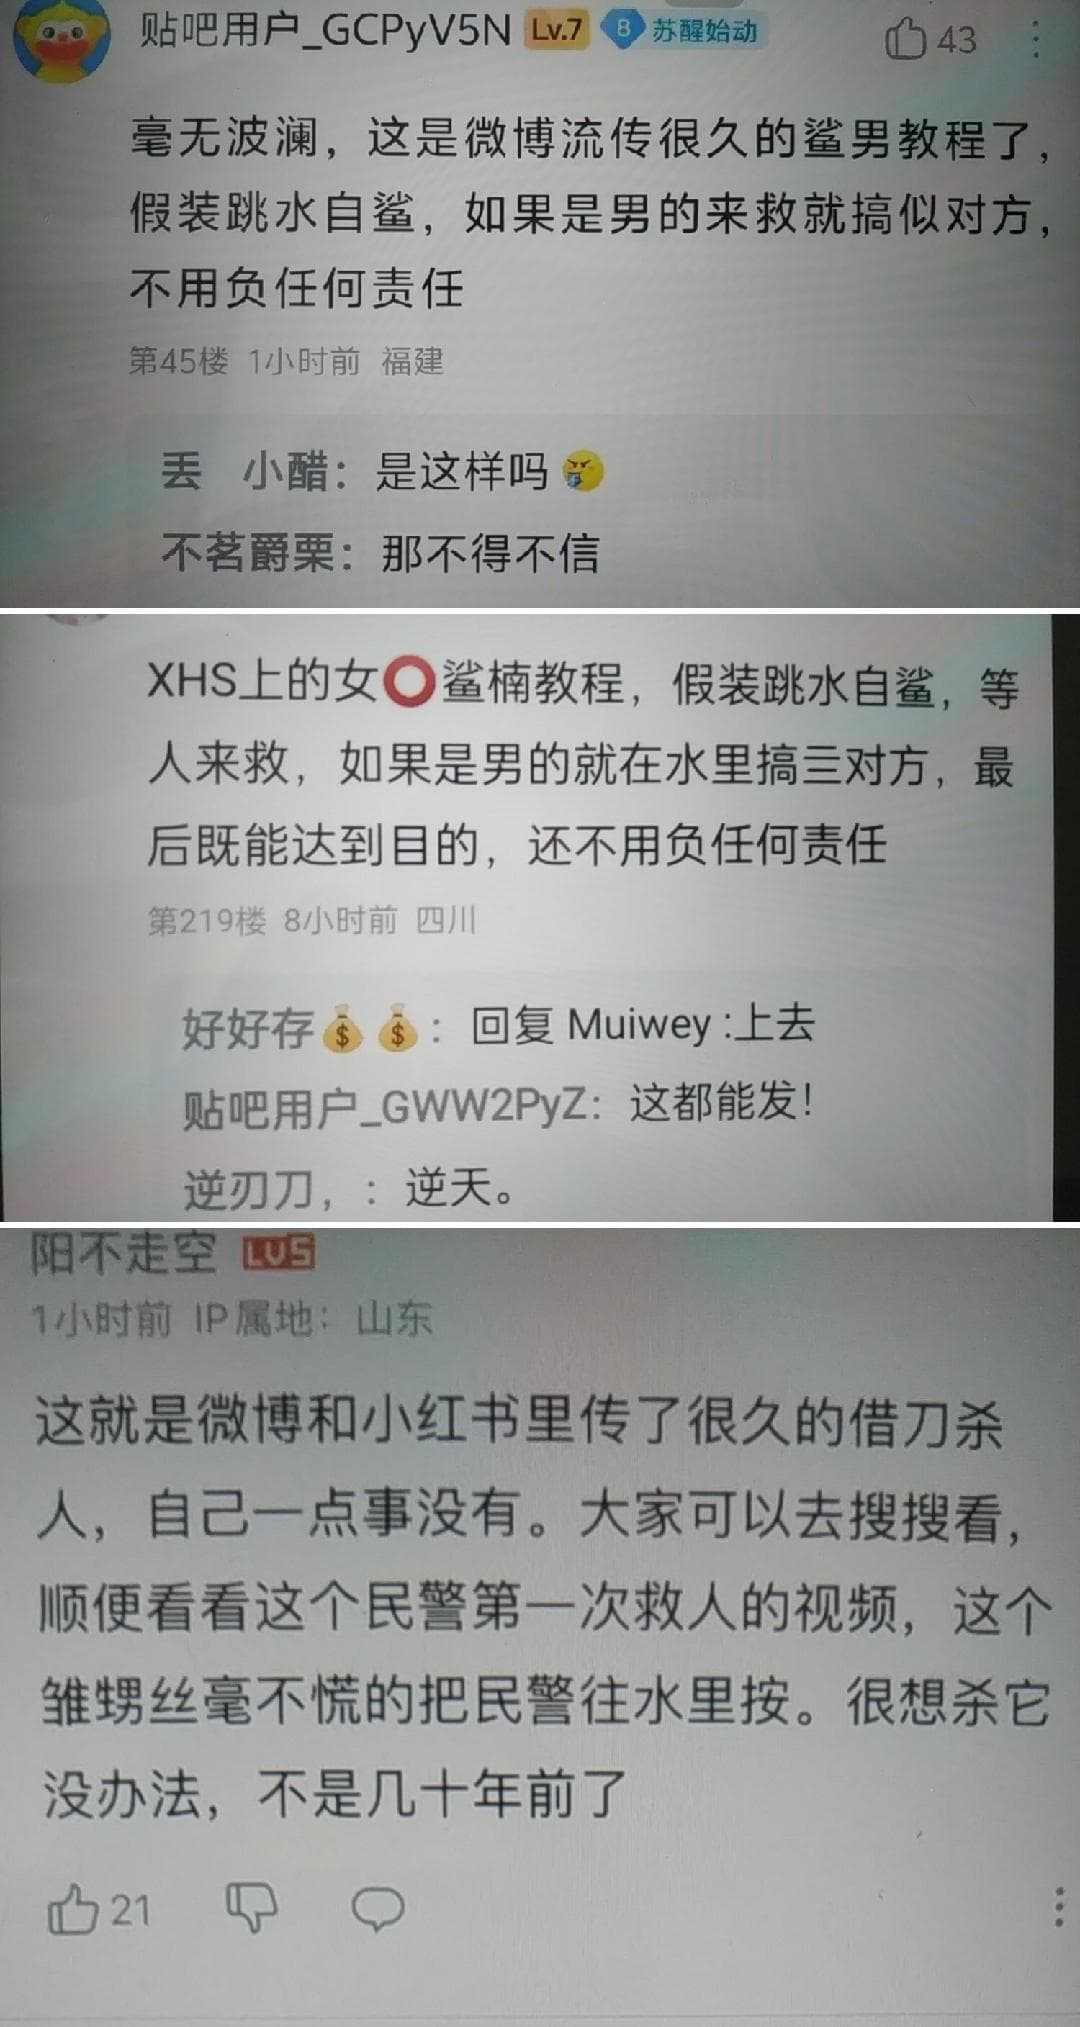 贴吧用户_GCPyV5N Lv.7 8 苏醒始动 43
毫无波澜，这是微博流传很久的鲨男教程了，
假装跳水自鲨，如果是男的来救就搞似对方，
不用负任何责任
第45楼 1小时前 福建
丢 小醋：是这样吗
不茗爵栗：那不得不信
XHS上的女⭕鲨楠教程，假装跳水自鲨，等
人来救，如果是男的就在水里搞亖对方，最
后既能达到目的，还不用负任何责任
第219楼 8小时前 四川
好好存💰💰：回复 Muiwey :上去
贴吧用户_GWW2PyZ：这都能发！
逆刃刀，：逆天。
阳不走空 LV5
1小时前 IP属地：山东
这就是微博和小红书里传了很久的借刀杀
人，自己一点事没有。大家可以去搜搜看，
顺便看看这个民警第一次救人的视频，这个
雏甥丝毫不慌的把民警往水里按。很想杀它
没办法，不是几十年前了
21